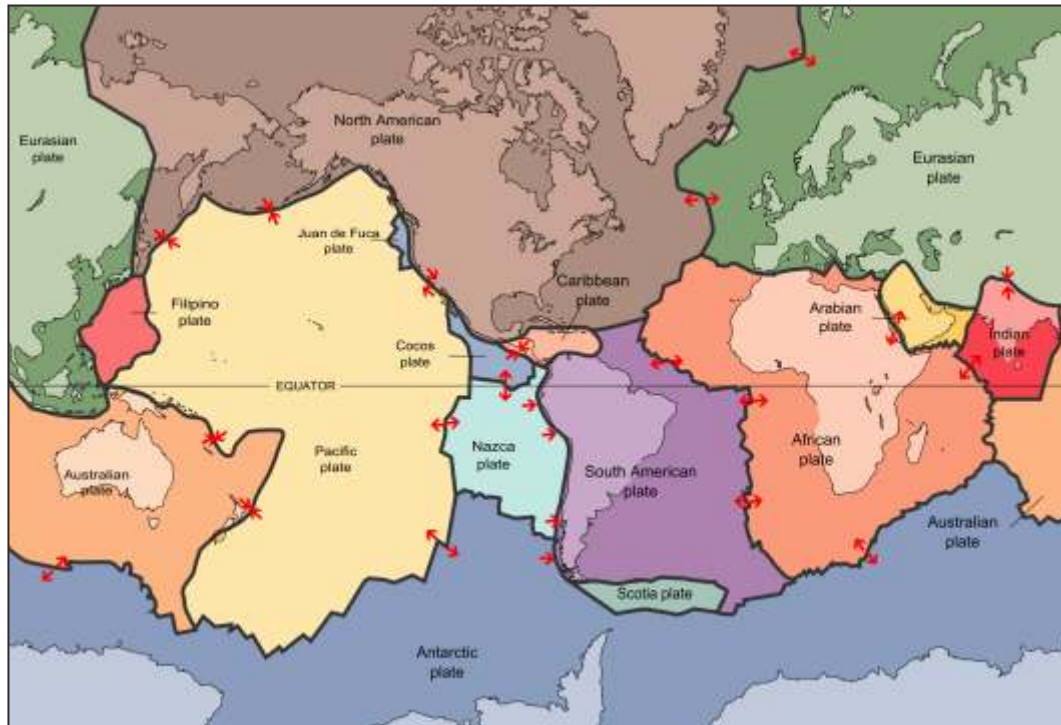 North American
plate
Eurasian
plate
Eurasian
plate
Juan de Fuca
plate
Caribbean
plate
Filipino
plate
Arabian
plate
Indian
plate
Cocos
plate
EQUATOR
Pacific
plate
Nazca
plate
South American
plate
African
plate
Australian
plate
Australian
plate
Scotia plate
Antarctic
plate